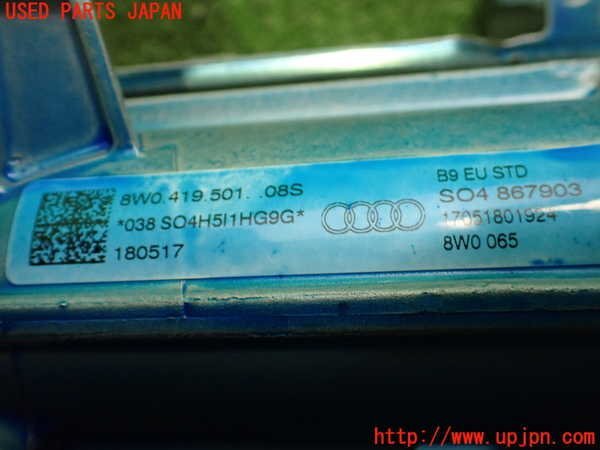 USED PARTS JAPAN
8W0.419.501. .08S
*038 SO4H5I1HG9G*
180517
B9 EU STD
SO4 867903
17051801924
8W0 065
UPJ
http://www.upjpn.com/